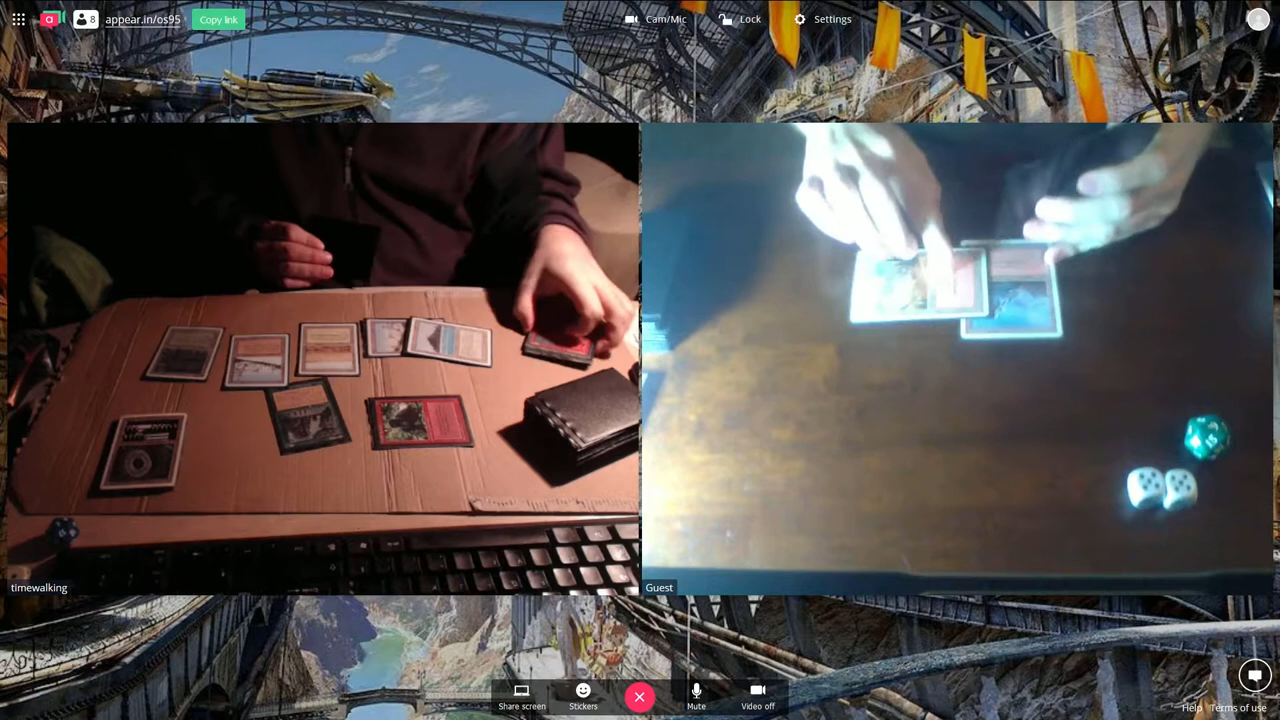 8 appear.in/os95 Copy link Cam/Mic Lock Settings
timewalking Guest
Share screen Stickers Mute Video off
Help Terms of use